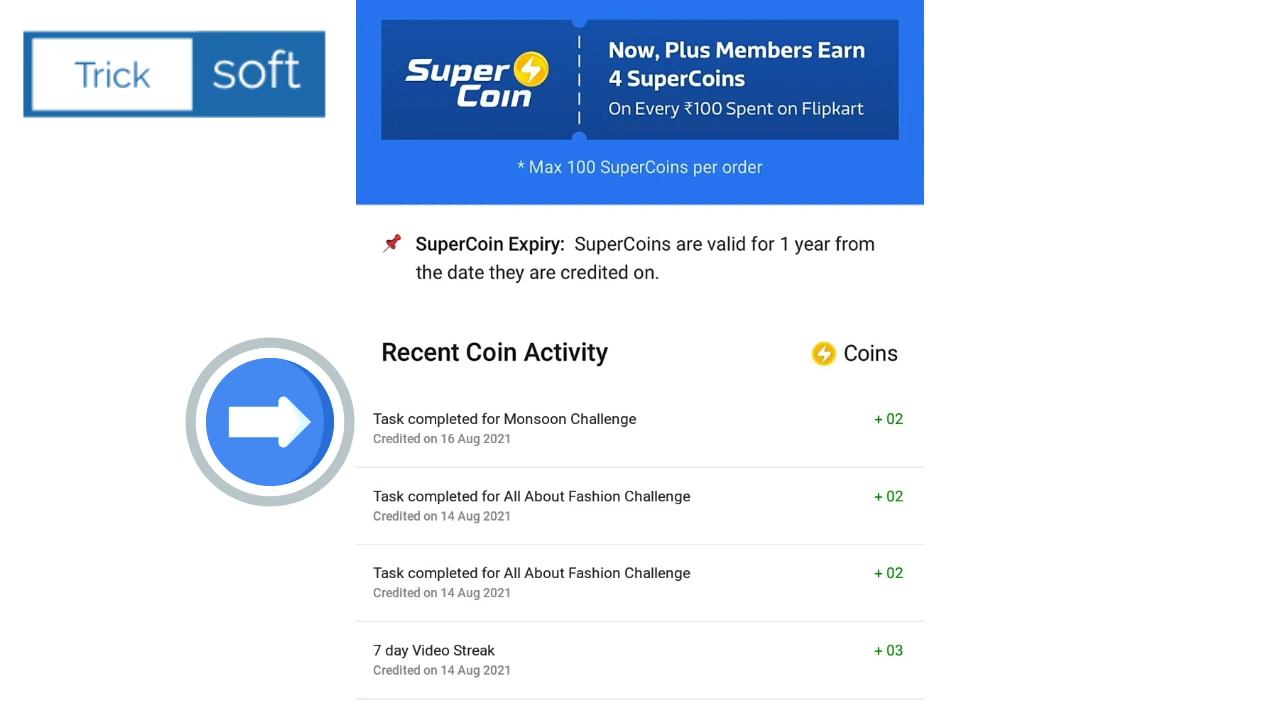 Trick soft
Super Coin
Now, Plus Members Earn
4 SuperCoins
On Every ₹100 Spent on Flipkart
* Max 100 SuperCoins per order
SuperCoin Expiry: SuperCoins are valid for 1 year from
the date they are credited on.
Recent Coin Activity Coins
Task completed for Monsoon Challenge + 02
Credited on 16 Aug 2021
Task completed for All About Fashion Challenge + 02
Credited on 14 Aug 2021
Task completed for All About Fashion Challenge + 02
Credited on 14 Aug 2021
7 day Video Streak + 03
Credited on 14 Aug 2021